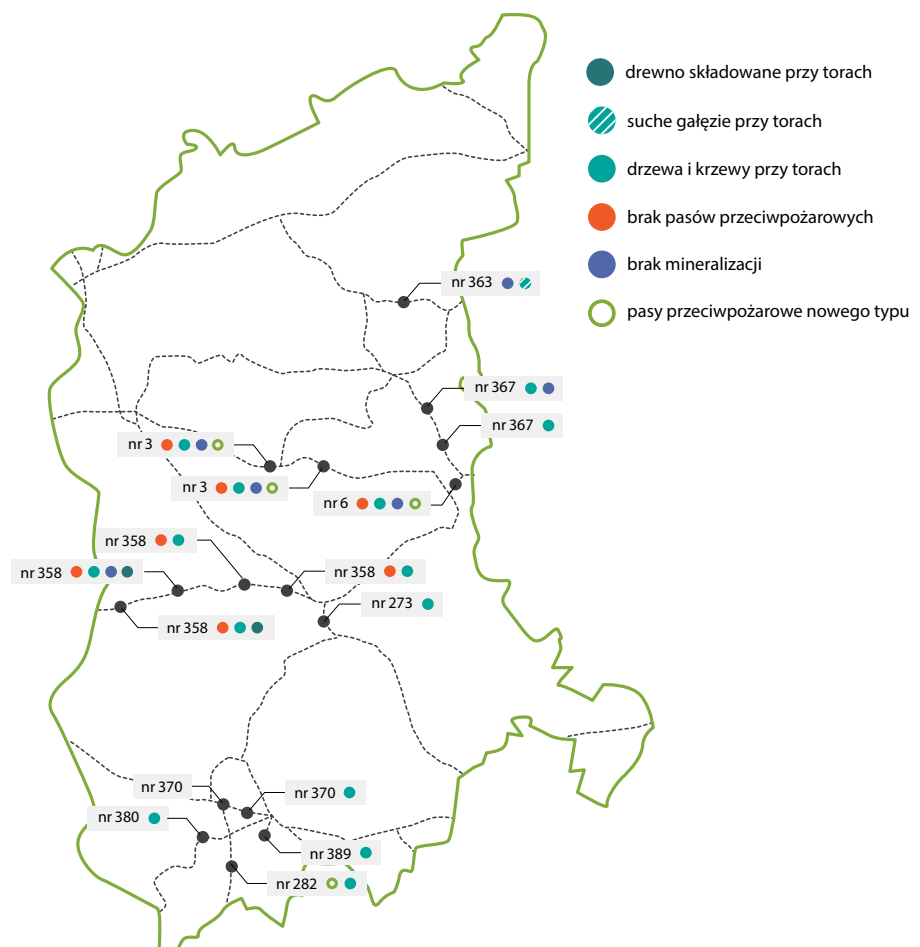 drewno składowane przy torach
suche gałęzie przy torach
drzewa i krzewy przy torach
brak pasów przeciwpożarowych
brak mineralizacji
pasy przeciwpożarowe nowego typu
nr 363
nr 367
nr 367
nr 3
nr 3
nr 6
nr 358
nr 358
nr 358
nr 273
nr 358
nr 370
nr 370
nr 380
nr 389
nr 282